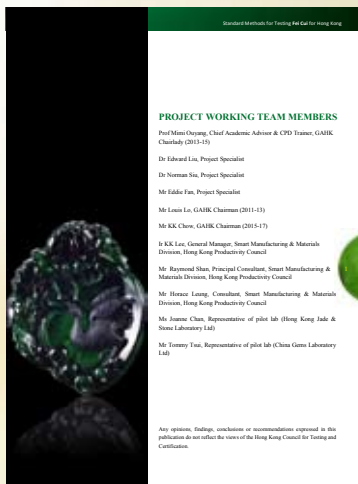 Standard Methods for Testing Fei Cui for Hong Kong
PROJECT WORKING TEAM MEMBERS
Prof Mimi Ouyang, Chief Academic Advisor & CPD Trainer, GAHK
Chairlady (2013-15)
Dr Edward Liu, Project Specialist
Dr Norman Siu, Project Specialist
Mr Eddie Fan, Project Specialist
Mr Louis Lo, GAHK Chairman (2011-13)
Mr KK Chow, GAHK Chairman (2015-17)
Ir KK Lee, General Manager, Smart Manufacturing & Materials
Division, Hong Kong Productivity Council
Mr Raymond Shan, Principal Consultant, Smart Manufacturing &
Materials Division, Hong Kong Productivity Council
Mr Horace Leung, Consultant, Smart Manufacturing & Materials
Division, Hong Kong Productivity Council
Ms Joanne Chan, Representative of pilot lab (Hong Kong Jade &
Stone Laboratory Ltd)
Mr Tommy Tsui, Representative of pilot lab (China Gems Laboratory
Ltd)
Any opinions, findings, conclusions or recommendations expressed in this
publication do not reflect the views of the Hong Kong Council for Testing and
Certification.